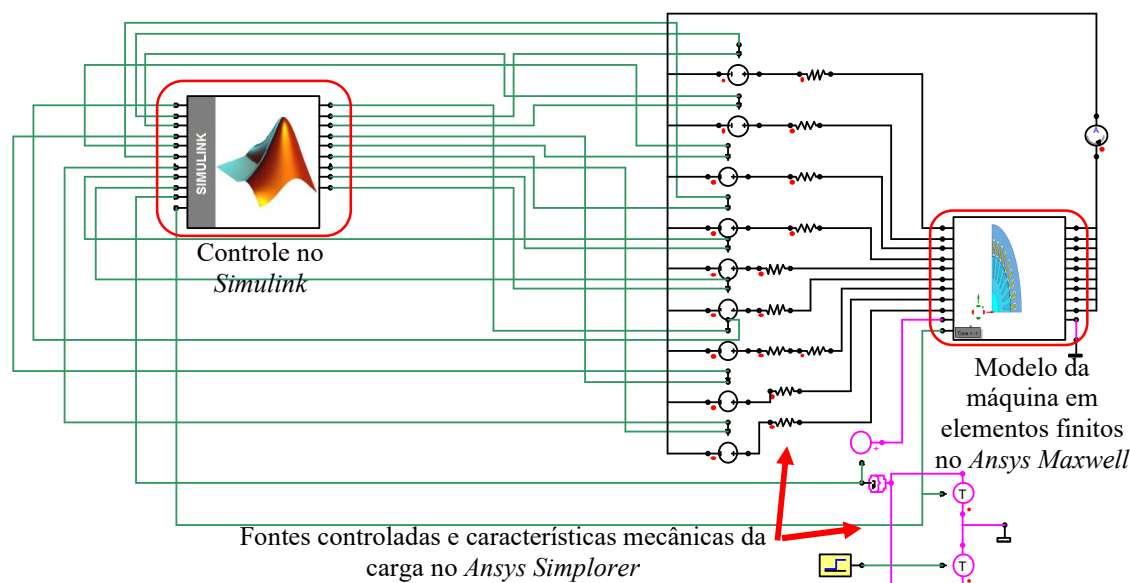 SIMULINK
Controle no
Simulink
A
Modelo da
máquina em
elementos finitos
no Ansys Maxwell
T
T
Fontes controladas e características mecânicas da
carga no Ansys Simplorer